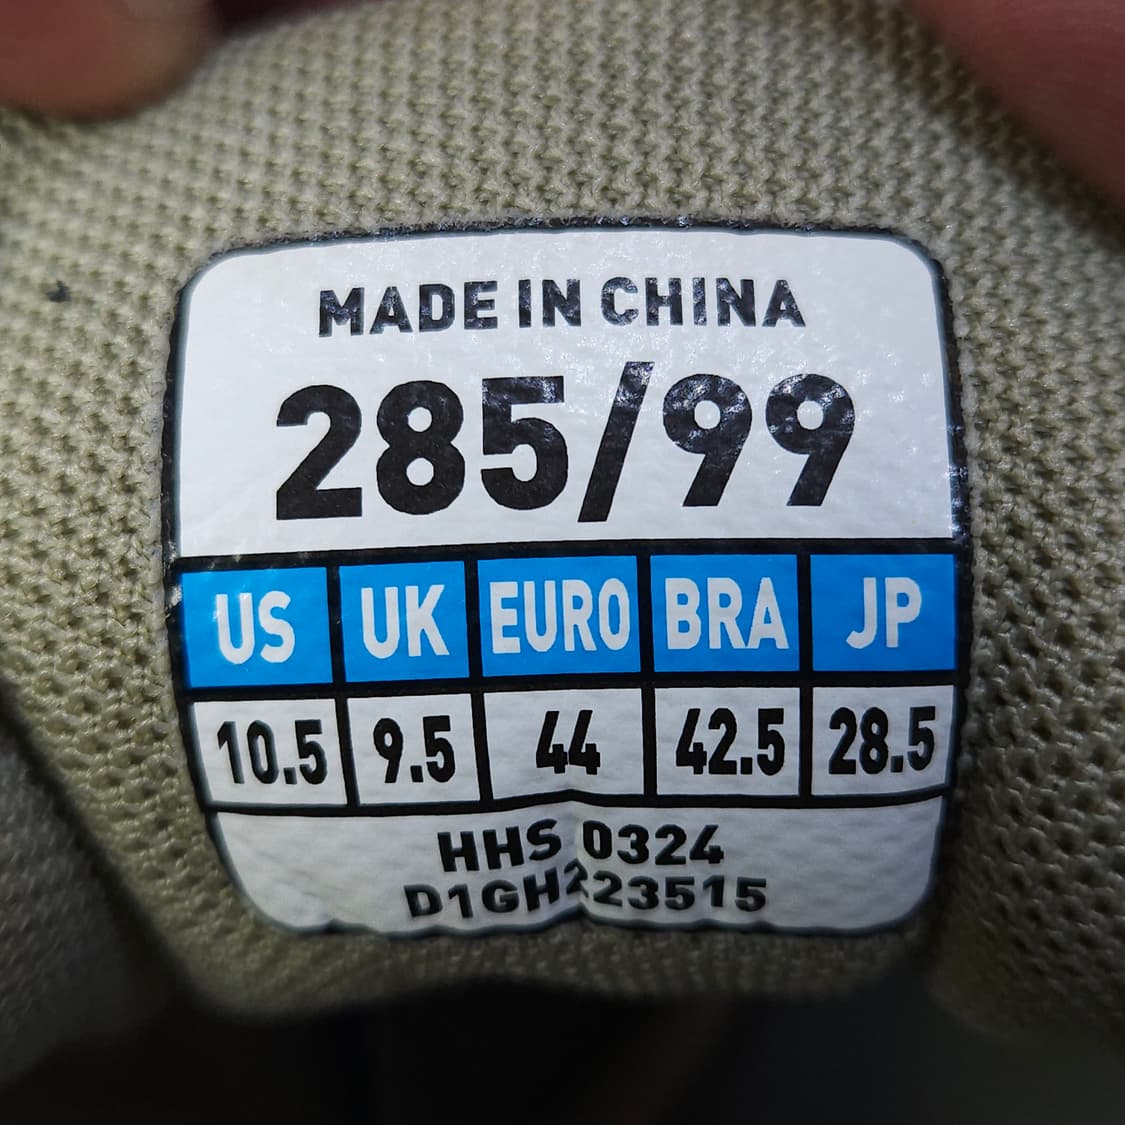 MADE IN CHINA
285/99
US UK EURO BRA JP
10.5 9.5 44 42.5 28.5
HHS 0324
D1GH223515